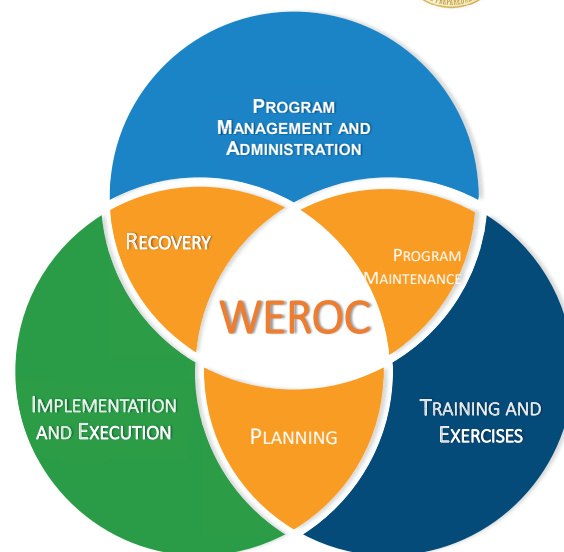 PROGRAM
MANAGEMENT AND
ADMINISTRATION
RECOVERY
PROGRAM
MAINTENANCE
WEROC
IMPLEMENTATION
AND EXECUTION
PLANNING
TRAINING AND
EXERCISES